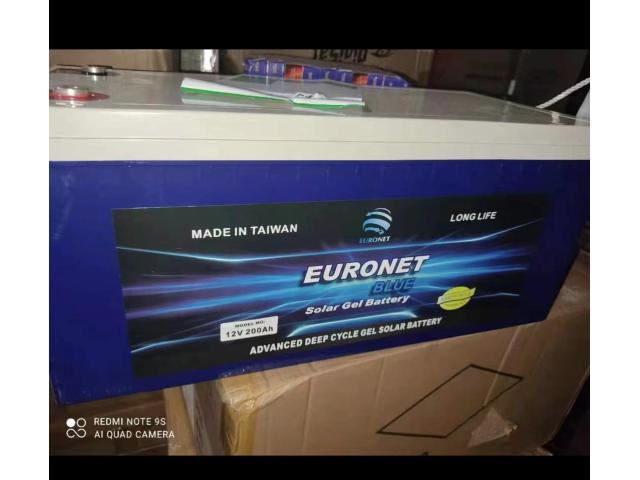 MADE IN TAIWAN
EURONET
LONG LIFE
EURONET
BLUE
Solar Gel Battery
MODEL NO:
12V 200Ah
ADVANCED DEEP CYCLE GEL SOLAR BATTERY
REDMI NOTE 9S
AI QUAD CAMERA